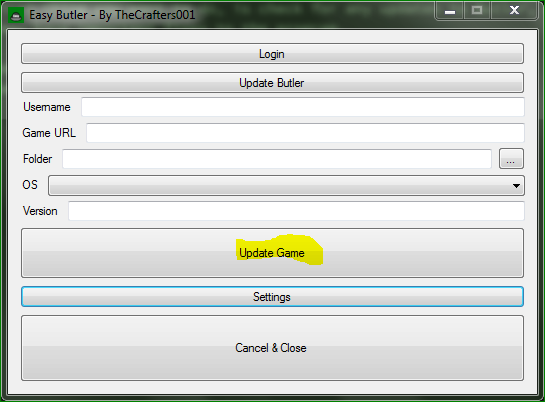 Easy Butler - By TheCrafters001
Login
Update Butler
Username
Game URL
Folder
...
OS
Version
Update Game
Settings
Cancel & Close